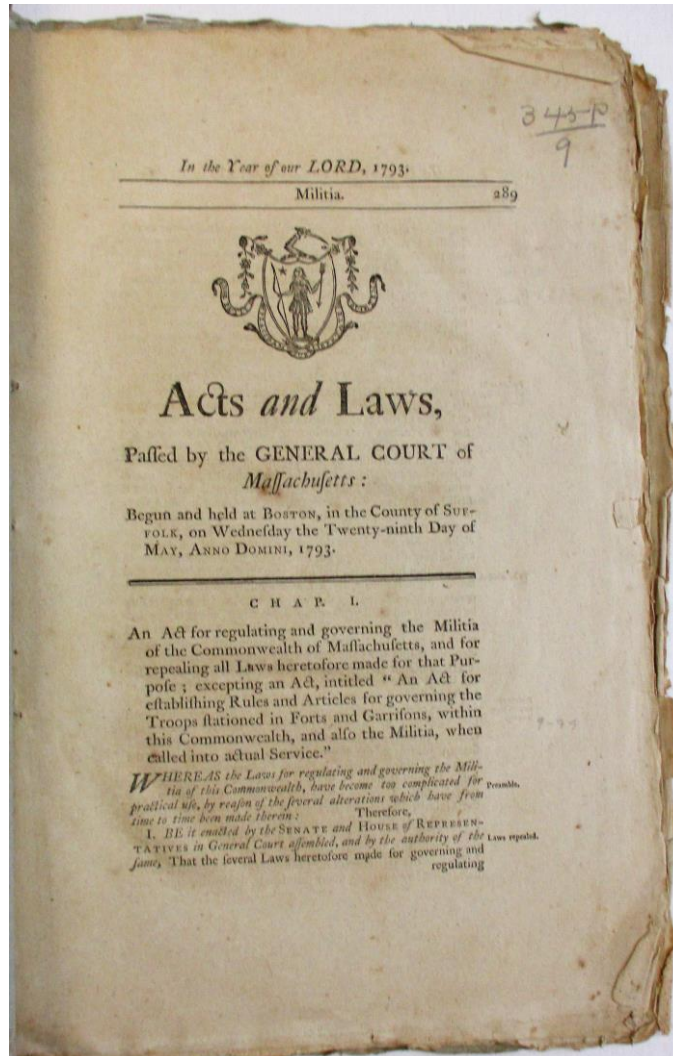 345-P
9
In the Year of our LORD, 1793.
Militia. 289
Acts and Laws,
Paſſed by the GENERAL COURT of
Maſſachuſetts :
Begun and held at BOSTON, in the County of SUF-
FOLK, on Wedneſday the Twenty-ninth Day of
MAY, ANNO DOMINI, 1793.
CHAP. I.
An Act for regulating and governing the Militia
of the Commonwealth of Maſſachuſetts, and for
repealing all Laws heretofore made for that Pur-
poſe ; excepting an Act, intitled " An Act for
eſtabliſhing Rules and Articles for governing the
Troops ſtationed in Forts and Garriſons, within
this Commonwealth, and alſo the Militia, when
called into actual Service."
WHEREAS the Laws for regulating and governing the Mili-
tia of this Commonwealth, have become too complicated for Preamble.
practical uſe, by reaſon of the ſeveral alterations which have from
time to time been made therein : Therefore,
I. BE it enacted by the SENATE and HOUSE of REPRESEN-
TATIVES in General Court aſſembled, and by the authority of the Laws repealed.
ſame, That the ſeveral Laws heretofore made for governing and
regulating